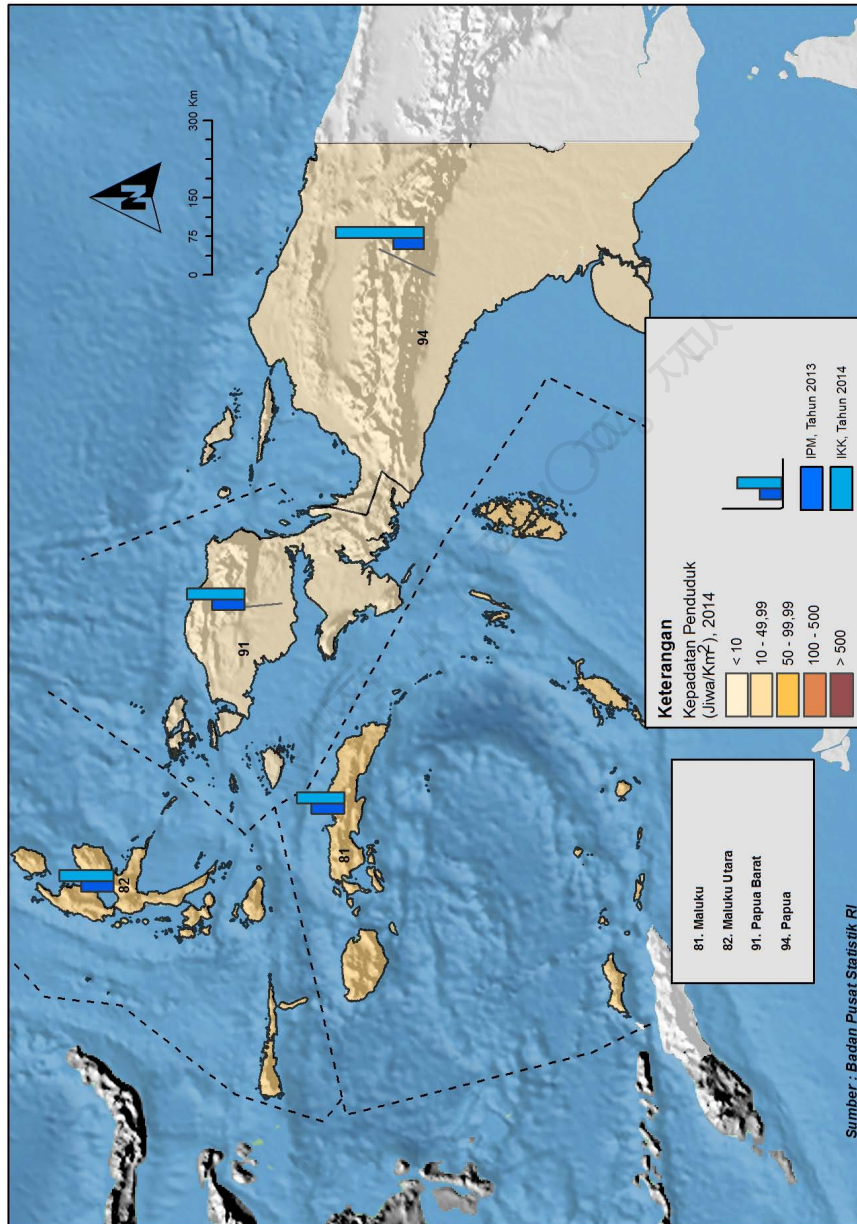 N
0 75 150 300 Km
82
91
81
94
81. Maluku
82. Maluku Utara
91. Papua Barat
94. Papua
Keterangan
Kepadatan Penduduk
(Jiwa/Km²), 2014
< 10
10 - 49,99
50 - 99,99
100 - 500
> 500
IPM, Tahun 2013
IKK, Tahun 2014
Sumber : Badan Pusat Statistik RI